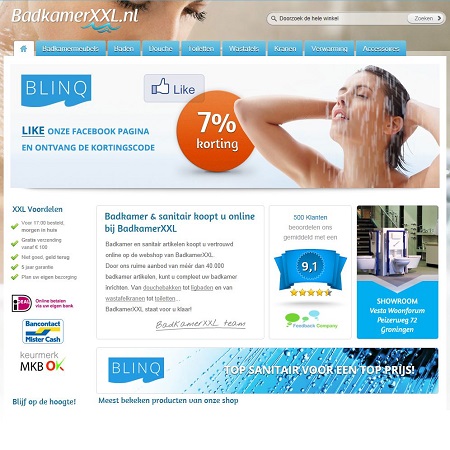 BadkamerXXL.nl
Doorzoek de hele winkel
Zoeken
Badkamermeubels
Baden
Douche
Toiletten
Wastafels
Kranen
Verwarming
Accessoires
BLINQ
Like
LIKE ONZE FACEBOOK PAGINA
EN ONTVANG DE KORTINGSCODE
7%
korting
XXL Voordelen
Voor 17.00 besteld,
morgen in huis
Gratis verzending
vanaf € 100
Niet goed, geld terug
5 jaar garantie
Plan uw eigen bezorging
iDEAL
Online betalen
via uw eigen bank
Bancontact
Mister Cash
keurmerk
MKB OK
Blijf op de hoogte!
Badkamer & sanitair koopt u online
bij BadkamerXXL
Badkamer en sanitair artikelen koopt u vertrouwd
online op de webshop van BadkamerXXL.
Door ons ruime aanbod van méér dan 40.000
badkamer artikelen, kunt u compleet uw badkamer
inrichten. Van douchebakken tot ligbaden en van
wastafelkranen tot toiletten...
BadkamerXXL staat voor u klaar!
BadkamerXXL team
500 Klanten
beoordelen ons
gemiddeld met een
9,1
Feedback Company
SHOWROOM
Vesta Woonforum
Peizerweg 72
Groningen
BLINQ
TOP SANITAIR VOOR EEN TOP PRIJS!
Meest bekeken producten van onze shop